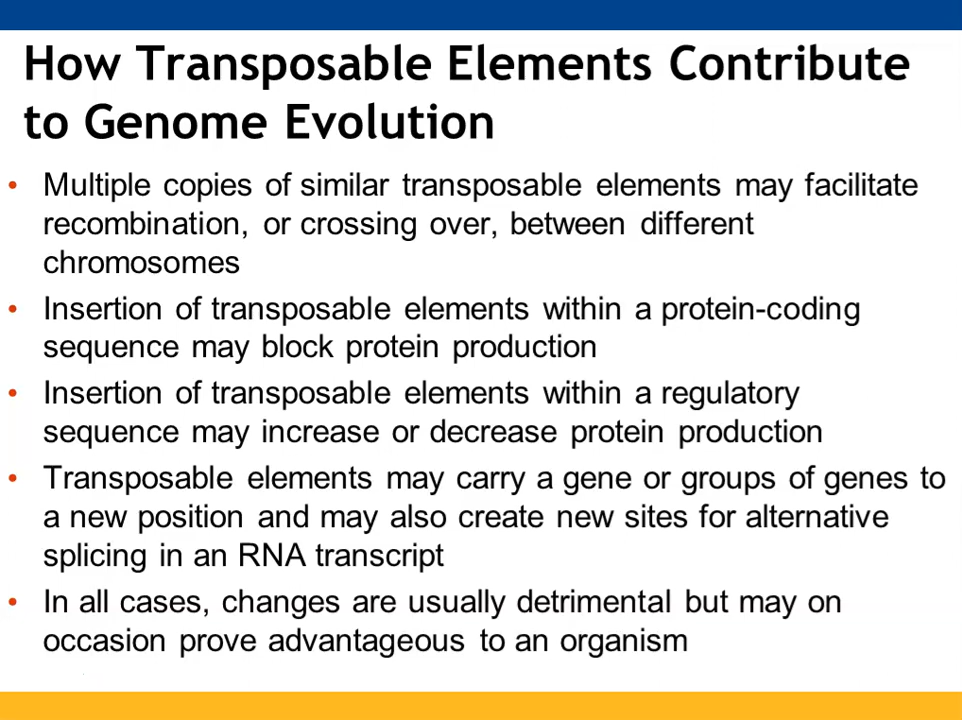 How Transposable Elements Contribute
to Genome Evolution
• Multiple copies of similar transposable elements may facilitate
recombination, or crossing over, between different
chromosomes
• Insertion of transposable elements within a protein-coding
sequence may block protein production
• Insertion of transposable elements within a regulatory
sequence may increase or decrease protein production
• Transposable elements may carry a gene or groups of genes to
a new position and may also create new sites for alternative
splicing in an RNA transcript
• In all cases, changes are usually detrimental but may on
occasion prove advantageous to an organism